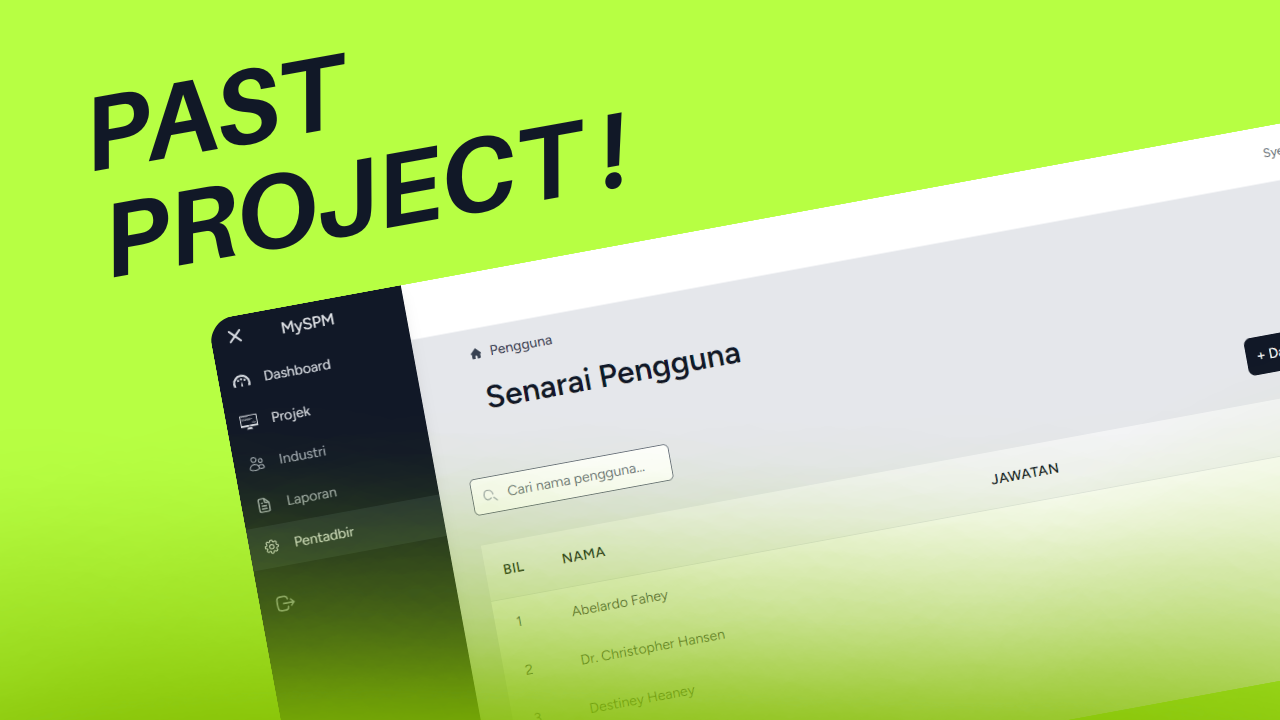 PAST
PROJECT !
MySPM
Dashboard
Projek
Industri
Laporan
Pentadbir
Pengguna
Senarai Pengguna
Cari nama pengguna...
BIL NAMA JAWATAN
1 Abelardo Fahey
2 Dr. Christopher Hansen
3 Destiney Heaney